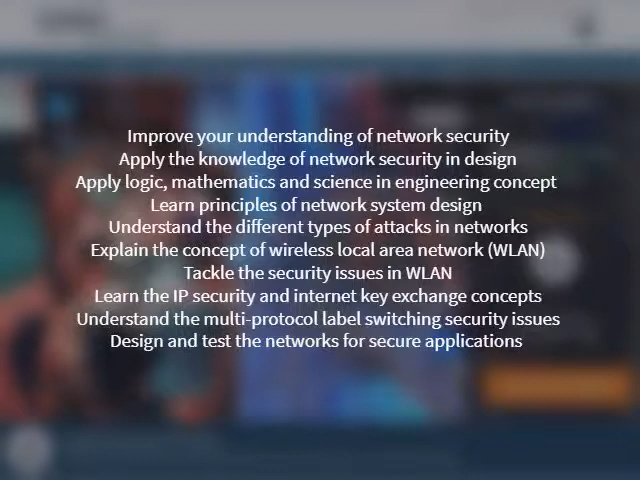 Improve your understanding of network security
Apply the knowledge of network security in design
Apply logic, mathematics and science in engineering concept
Learn principles of network system design
Understand the different types of attacks in networks
Explain the concept of wireless local area network (WLAN)
Tackle the security issues in WLAN
Learn the IP security and internet key exchange concepts
Understand the multi-protocol label switching security issues
Design and test the networks for secure applications